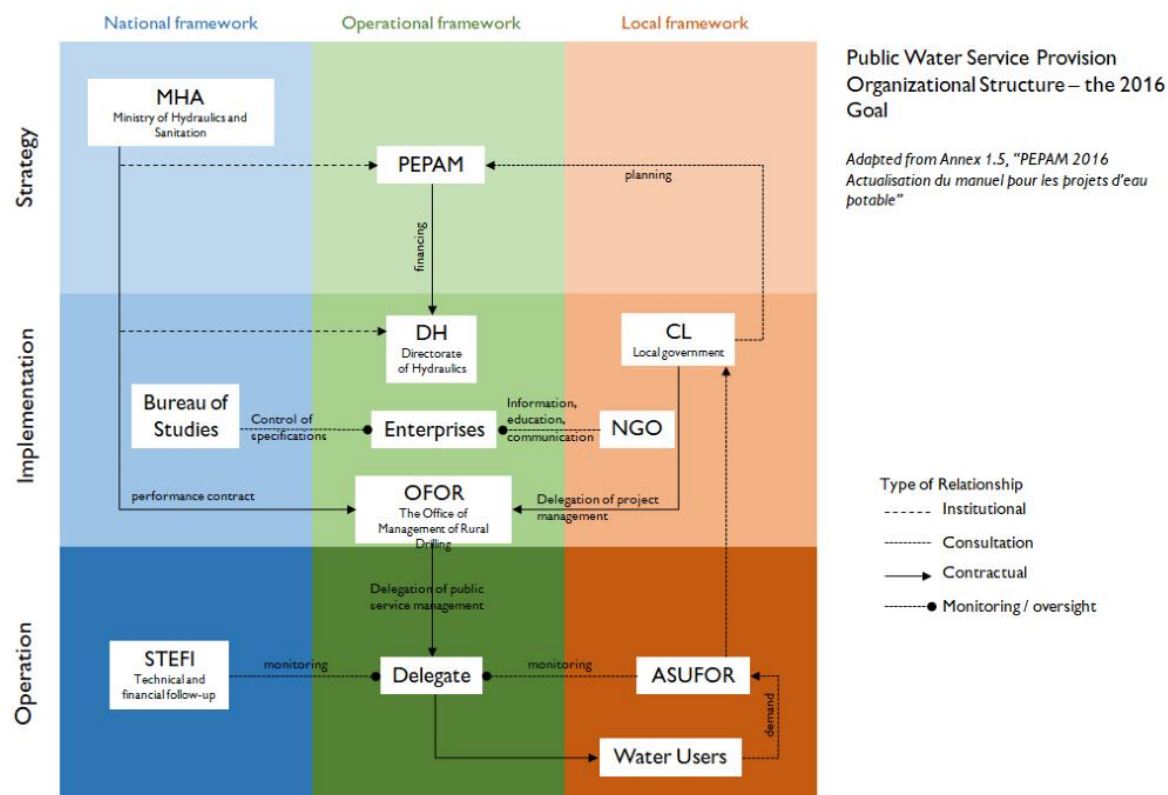 National framework
Operational framework
Local framework
Public Water Service Provision
Organizational Structure – the 2016
Goal
Adapted from Annex 1.5, “PEPAM 2016
Actualisation du manuel pour les projets d’eau
potable”
Strategy
MHA
Ministry of Hydraulics and
Sanitation
PEPAM
planning
financing
Implementation
DH
Directorate
of Hydraulics
CL
Local government
Bureau of
Studies
Control of
specifications
Enterprises
Information,
education,
communication
NGO
performance contract
OFOR
The Office of
Management of Rural
Drilling
Delegation of project
management
Type of Relationship
Institutional
Consultation
Contractual
Monitoring / oversight
Operation
Delegation of public
service management
STEFI
Technical and
financial follow-up
monitoring
Delegate
monitoring
ASUFOR
demand
Water Users